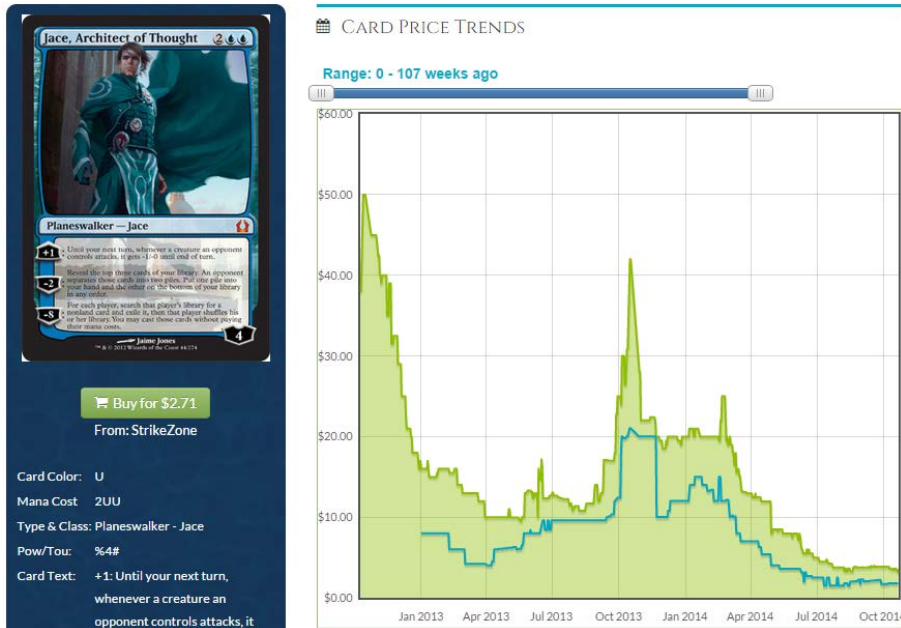 Jace, Architect of Thought 2
Planeswalker — Jace
+1: Until your next turn, whenever a creature an opponent
controls attacks, it gets -1/-0 until end of turn.
-2: Reveal the top three cards of your library. An opponent
separates those cards into two piles. Put one pile into
your hand and the other on the bottom of your library
in any order.
-8: For each player, search that player's library for a
nonland card and exile it, then that player shuffles his
or her library. You may cast those cards without paying
their mana costs.
4
Jaime Jones
™ & © 2012 Wizards of the Coast 44/274
Buy for $2.71
From: StrikeZone
Card Color: U
Mana Cost 2UU
Type & Class: Planeswalker - Jace
Pow/Tou: %4#
Card Text: +1: Until your next turn,
whenever a creature an
opponent controls attacks, it
Card Price Trends
Range: 0 - 107 weeks ago
$60.00
$50.00
$40.00
$30.00
$20.00
$10.00
$0.00
Jan 2013 Apr 2013 Jul 2013 Oct 2013 Jan 2014 Apr 2014 Jul 2014 Oct 2014